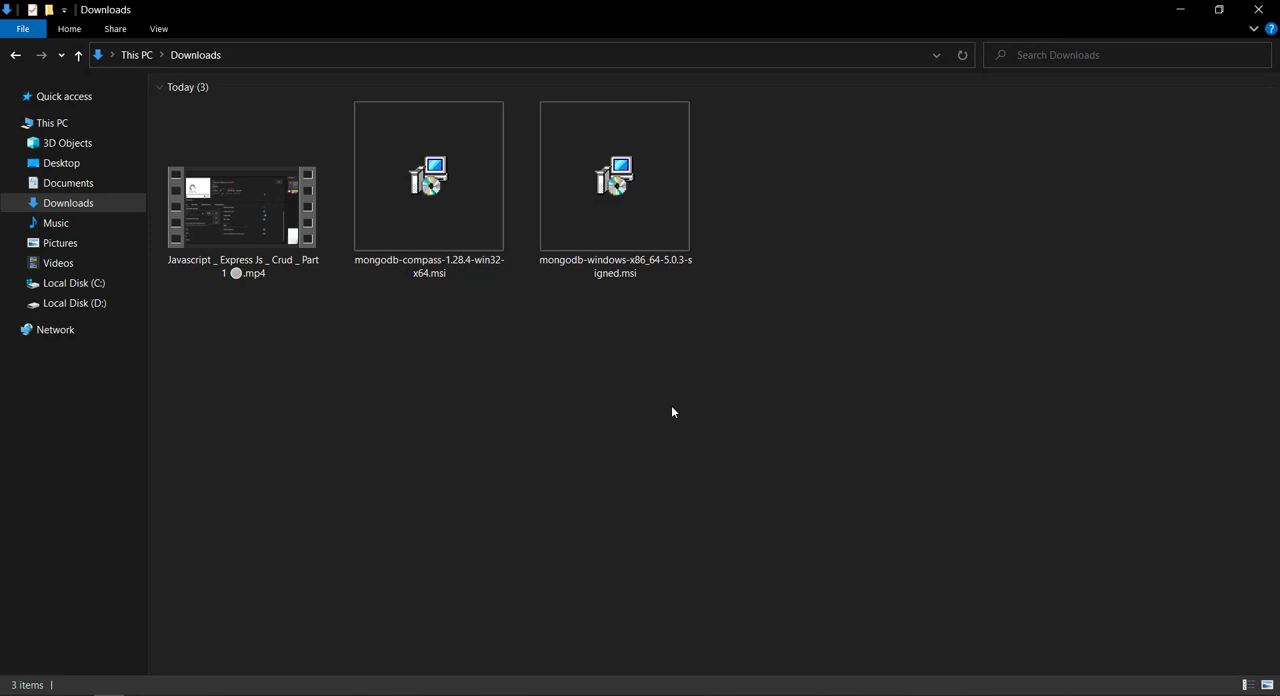 Downloads
File Home Share View
This PC Downloads
Search Downloads
Quick access
This PC
3D Objects
Desktop
Documents
Downloads
Music
Pictures
Videos
Local Disk (C:)
Local Disk (D:)
Network
Today (3)
Javascript _ Express Js _ Crud _ Part
1 ⚪.mp4
mongodb-compass-1.28.4-win32-
x64.msi
mongodb-windows-x86_64-5.0.3-s
igned.msi
3 items